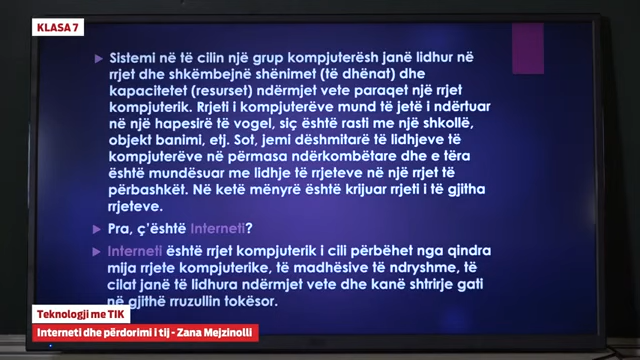 KLASA 7
Sistemi në të cilin një grup kompjuterësh janë lidhur në
rrjet dhe shkëmbejnë shënimet (të dhënat) dhe
kapacitetet (resurset) ndërmjet vete paraqet një rrjet
kompjuterik. Rrjeti i kompjuterëve mund të jetë i ndërtuar
në një hapesirë të vogel, siç është rasti me një shkollë,
objekt banimi, etj. Sot, jemi dëshmitarë të lidhjeve të
kompjuterëve në përmasa ndërkombëtare dhe e tëra
është mundësuar me lidhje të rrjeteve në një rrjet të
përbashkët. Në ketë mënyrë është krijuar rrjeti i të gjitha
rrjeteve.
Pra, ç'është Interneti?
Interneti është rrjet kompjuterik i cili përbëhet nga qindra
mija rrjete kompjuterike, të madhësive të ndryshme, të
cilat janë të lidhura ndërmjet vete dhe kanë shtrirje gati
në gjithë rruzullin tokësor.
Teknologji me TIK
Interneti dhe përdorimi i tij - Zana Mejzinolli